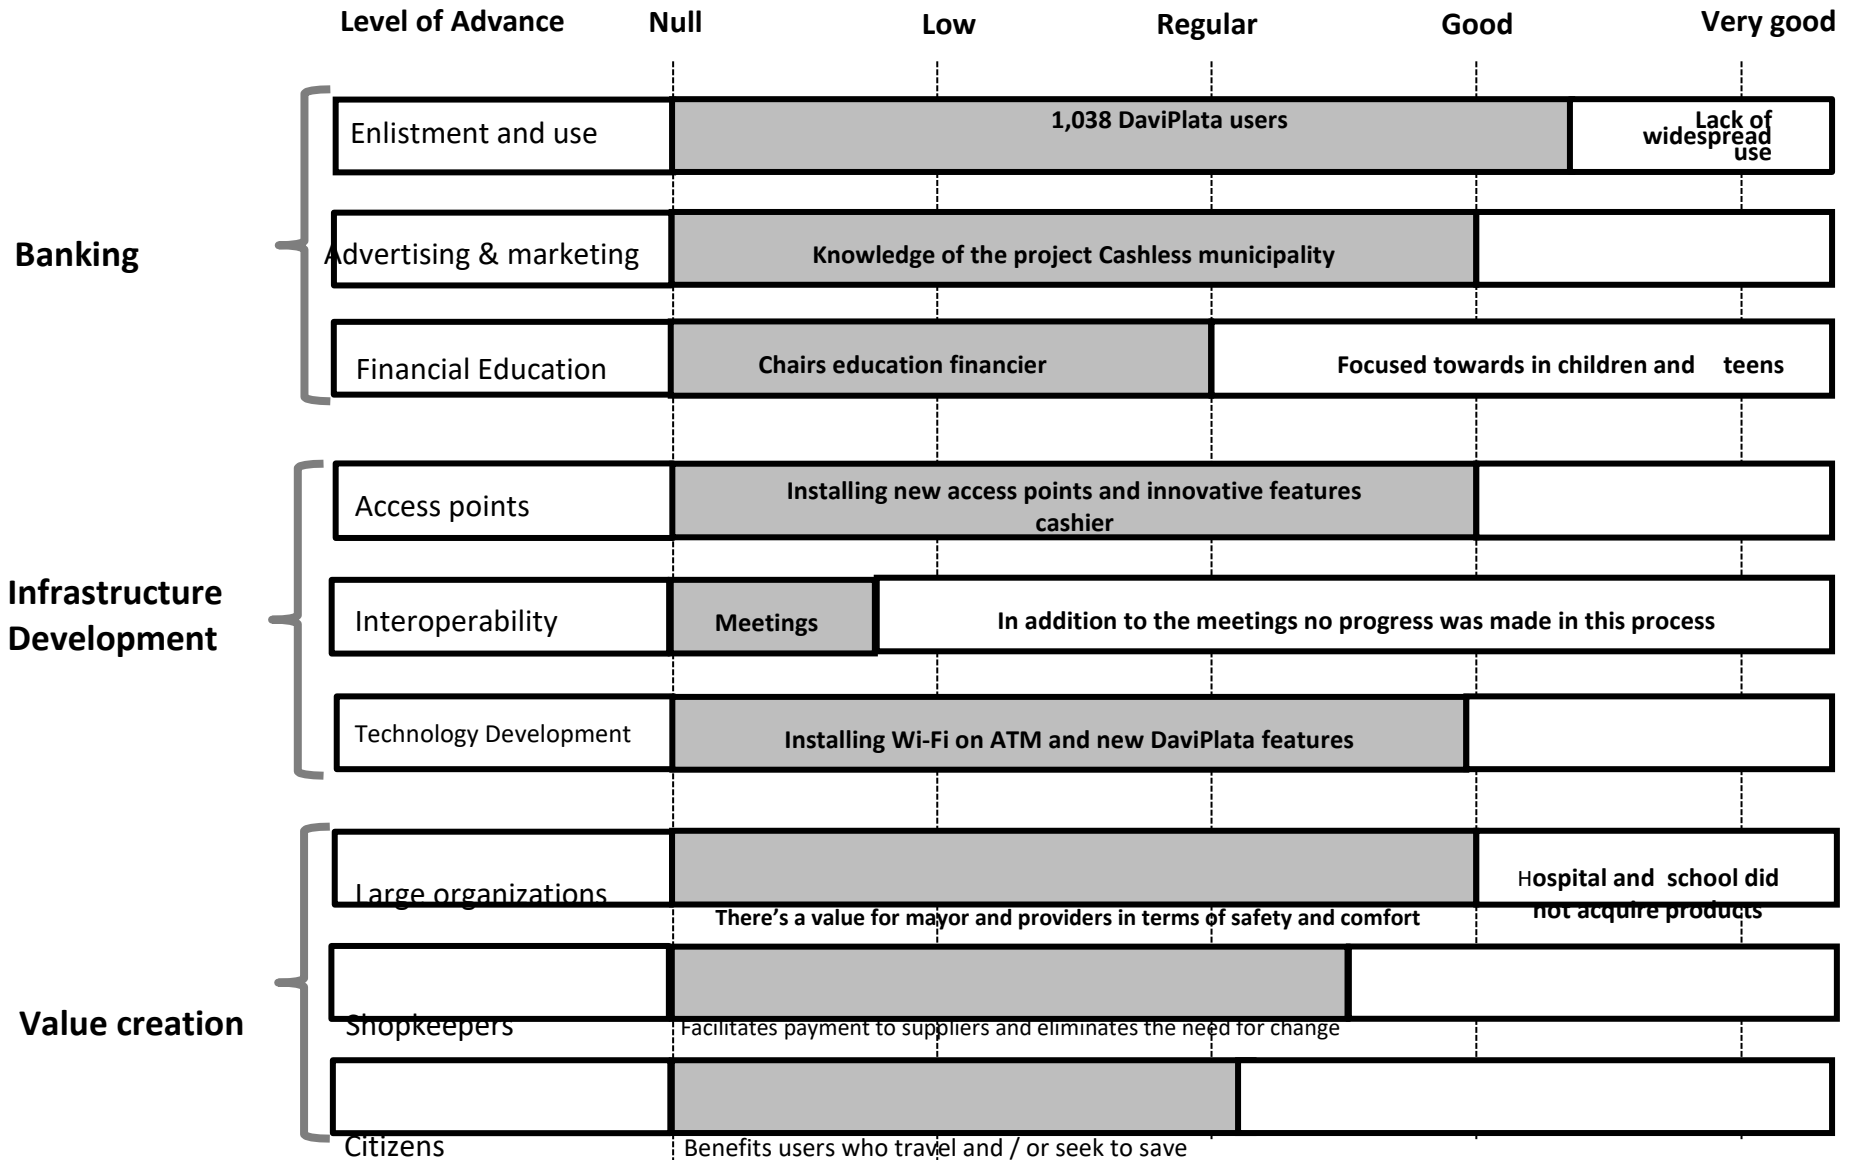 Level of Advance Null Low Regular Good Very good
Enlistment and use
1,038 DaviPlata users
Lack of
widespread
use
Banking
Advertising & marketing
Knowledge of the project Cashless municipality
Financial Education
Chairs education financier
Focused towards in children and teens
Access points
Installing new access points and innovative features
cashier
Infrastructure
Development
Interoperability
Meetings
In addition to the meetings no progress was made in this process
Technology Development
Installing Wi-Fi on ATM and new DaviPlata features
Large organizations
There's a value for mayor and providers in terms of safety and comfort
Hospital and school did
not acquire products
Value creation
Shopkeepers
Facilitates payment to suppliers and eliminates the need for change
Citizens
Benefits users who travel and / or seek to save